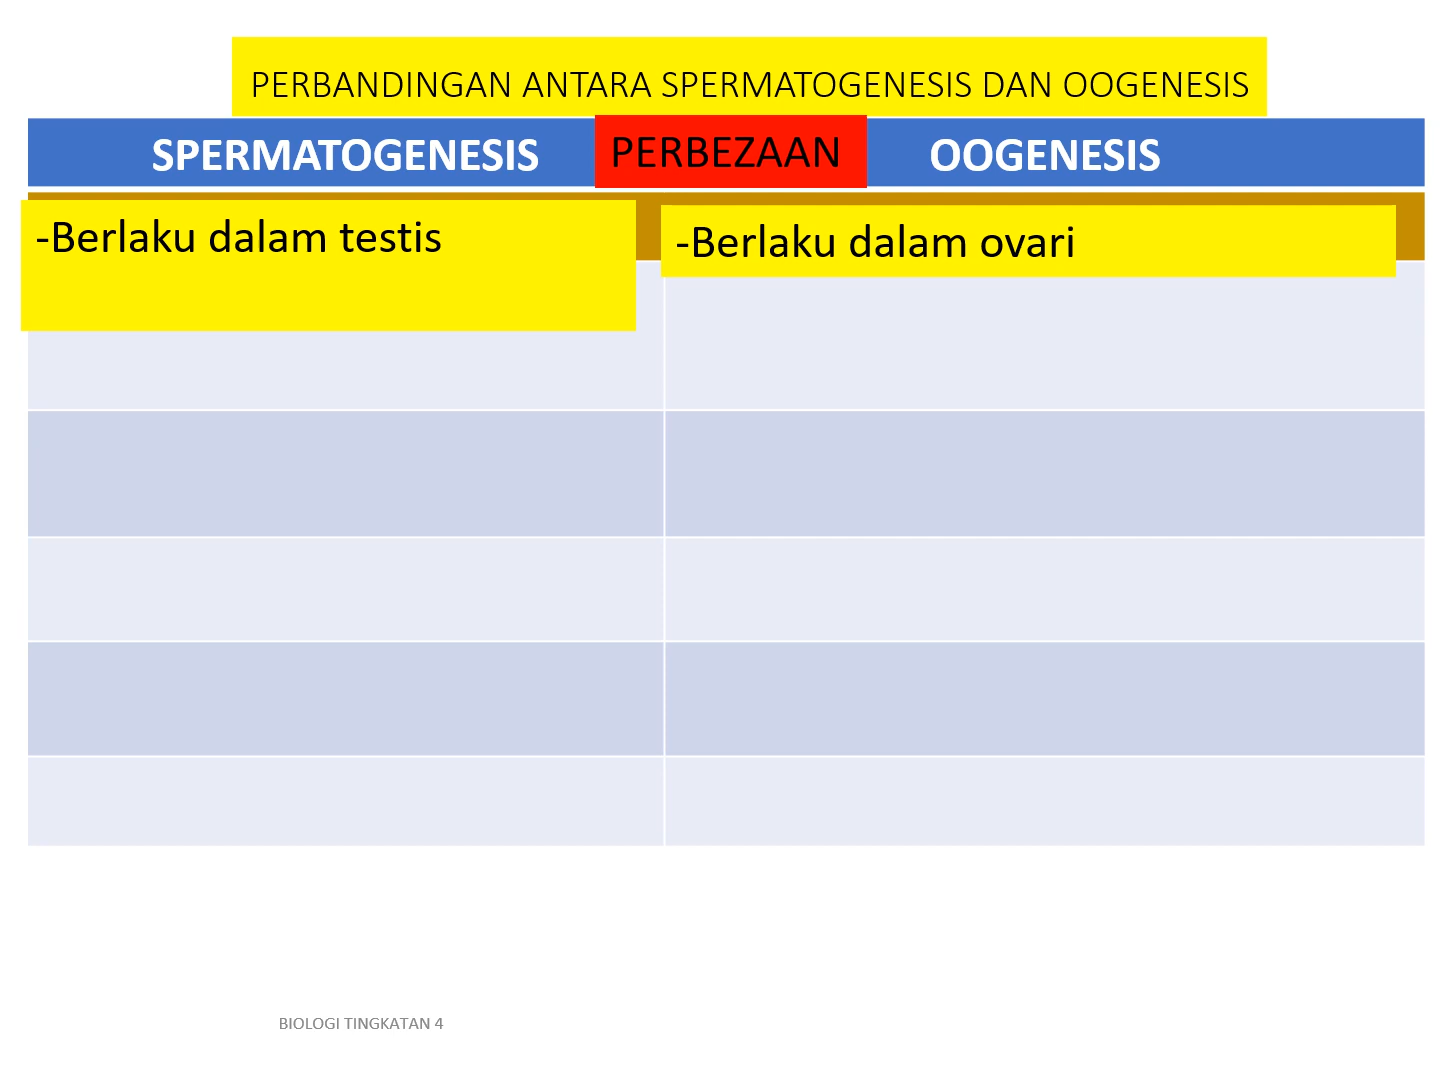 PERBANDINGAN ANTARA SPERMATOGENESIS DAN OOGENESIS
SPERMATOGENESIS PERBEZAAN OOGENESIS
-Berlaku dalam testis
-Berlaku dalam ovari
BIOLOGI TINGKATAN 4